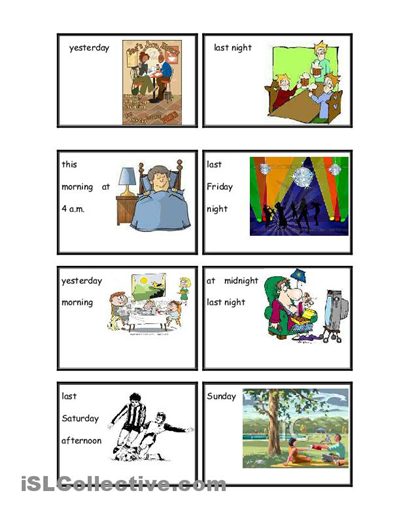 yesterday
last night
this
morning at
4 a.m.
last
Friday
night
yesterday
morning
at midnight
last night
last
Saturday
afternoon
Sunday
iSLCollective.com